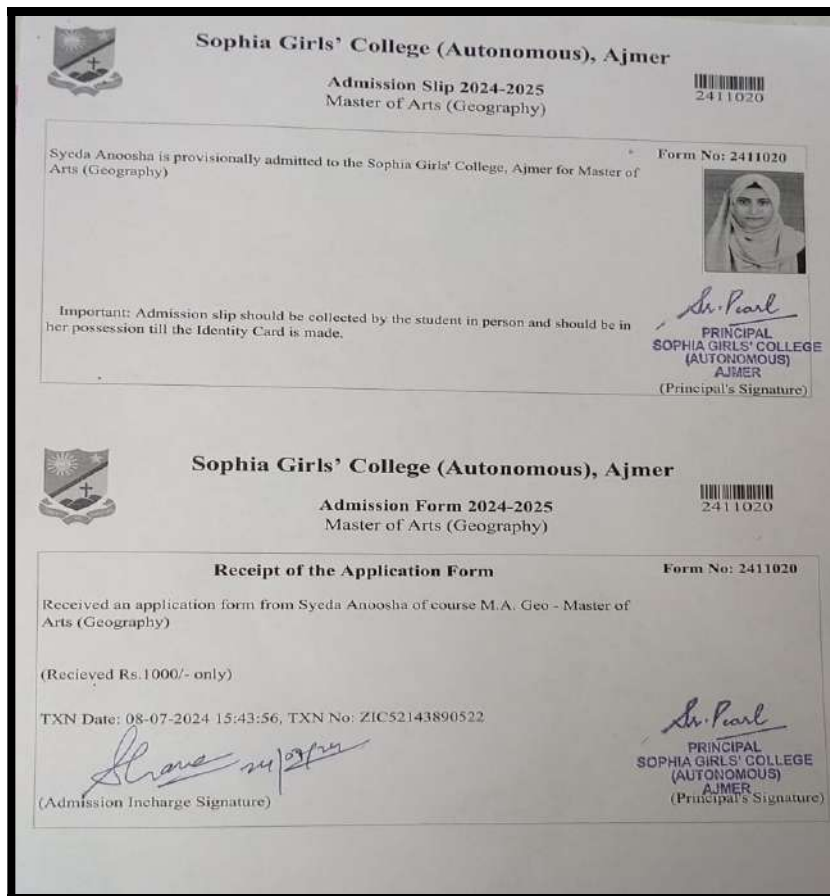 Sophia Girls' College (Autonomous), Ajmer
Admission Slip 2024-2025
Master of Arts (Geography)
2411020
Form No: 2411020
Syeda Anoosha is provisionally admitted to the Sophia Girls' College, Ajmer for Master of
Arts (Geography)
Important: Admission slip should be collected by the student in person and should be in
her possession till the Identity Card is made.
Sr. Pearl
PRINCIPAL
SOPHIA GIRLS' COLLEGE
(AUTONOMOUS)
AJMER
(Principal's Signature)
Sophia Girls' College (Autonomous), Ajmer
Admission Form 2024-2025
Master of Arts (Geography)
2411020
Receipt of the Application Form
Form No: 2411020
Received an application form from Syeda Anoosha of course M.A. Geo - Master of
Arts (Geography)
(Recieved Rs.1000/- only)
TXN Date: 08-07-2024 15:43:56, TXN No: ZIC52143890522
(Admission Incharge Signature)
Sr. Pearl
PRINCIPAL
SOPHIA GIRLS' COLLEGE
(AUTONOMOUS)
AJMER
(Principal's Signature)